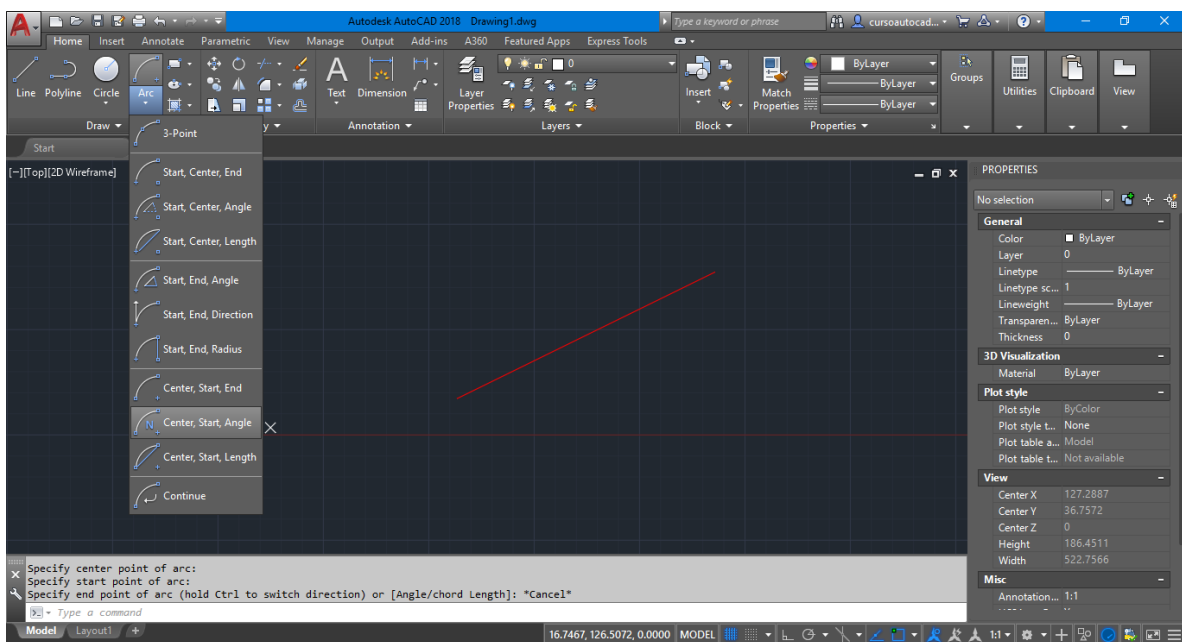 Autodesk AutoCAD 2018 Drawing1.dwg
Type a keyword or phrase
cursoautocad...
Home Insert Annotate Parametric View Manage Output Add-ins A360 Featured Apps Express Tools
Line Polyline Circle Arc
Text Dimension
Layer Properties
0
Insert
Match Properties
ByLayer
ByLayer
ByLayer
Groups
Utilities
Clipboard
View
Draw
y
Annotation
Layers
Block
Properties
Start
[−][Top][2D Wireframe]
3-Point
Start, Center, End
Start, Center, Angle
Start, Center, Length
Start, End, Angle
Start, End, Direction
Start, End, Radius
Center, Start, End
Center, Start, Angle
Center, Start, Length
Continue
PROPERTIES
No selection
General
Color ByLayer
Layer 0
Linetype ByLayer
Linetype sc... 1
Lineweight ByLayer
Transparen... ByLayer
Thickness 0
3D Visualization
Material ByLayer
Plot style
Plot style ByColor
Plot style t... None
Plot table a... Model
Plot table t... Not available
View
Center X 127.2887
Center Y 36.7572
Center Z 0
Height 186.4511
Width 522.7566
Misc
Annotation... 1:1
Specify center point of arc:
Specify start point of arc:
Specify end point of arc (hold Ctrl to switch direction) or [Angle/chord Length]: *Cancel*
Type a command
Model Layout1 +
16.7467, 126.5072, 0.0000 MODEL 1:1